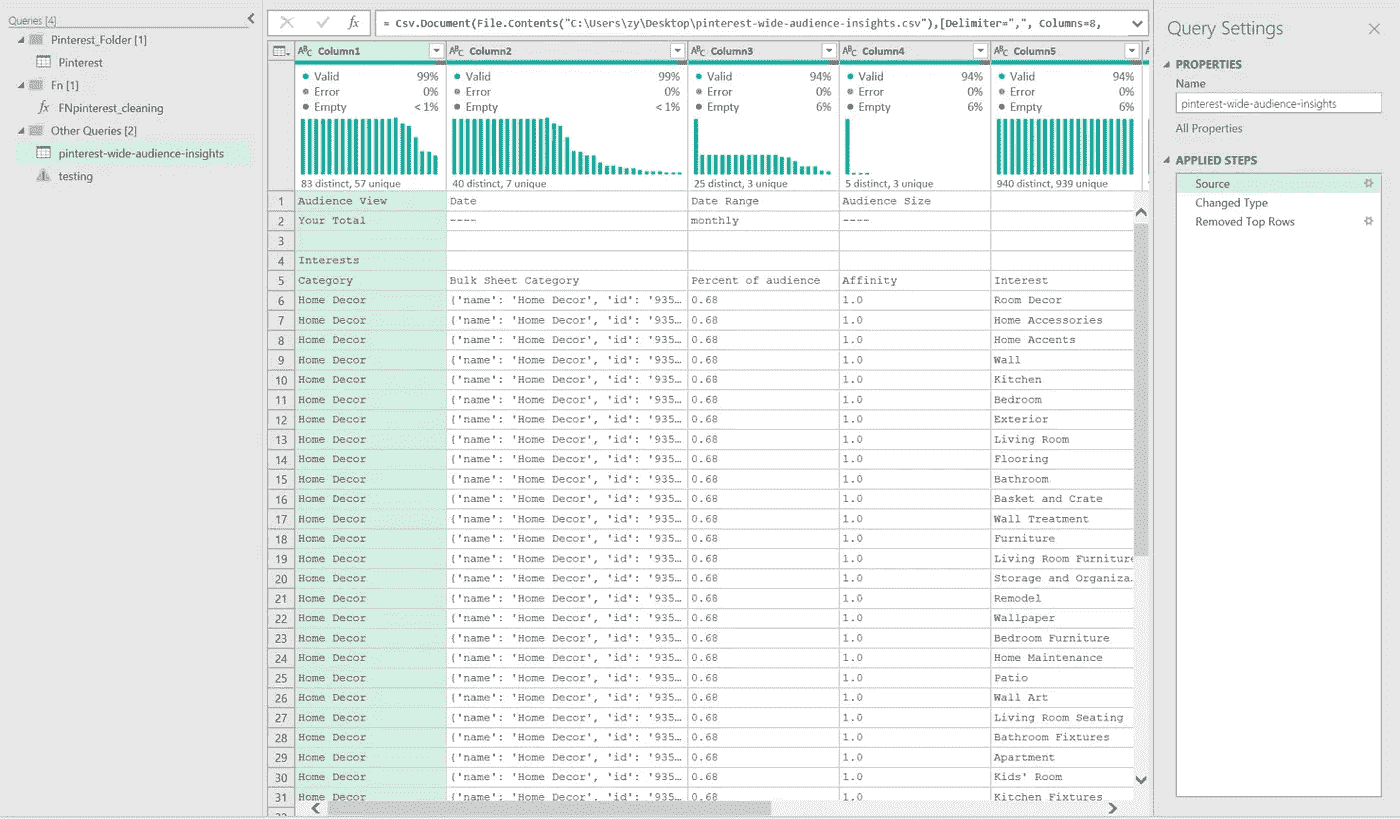 Queries [4]
Pinterest_Folder [1]
Pinterest
Fn [1]
fx FNpinterest_cleaning
Other Queries [2]
pinterest-wide-audience-insights
testing
fx = Csv.Document(File.Contents("C:\Users\zy\Desktop\pinterest-wide-audience-insights.csv"),[Delimiter=",", Columns=8,
ABC Column1 ABC Column2 ABC Column3 ABC Column4 ABC Column5
Valid 99% Valid 99% Valid 94% Valid 94% Valid 94%
Error 0% Error 0% Error 0% Error 0% Error 0%
Empty < 1% Empty < 1% Empty 6% Empty 6% Empty 6%
83 distinct, 57 unique 40 distinct, 7 unique 25 distinct, 3 unique 5 distinct, 3 unique 940 distinct, 939 unique
1 Audience View Date Date Range Audience Size
2 Your Total ---- monthly ----
3
4 Interests
5 Category Bulk Sheet Category Percent of audience Affinity Interest
6 Home Decor {'name': 'Home Decor', 'id': '935… 0.68 1.0 Room Decor
7 Home Decor {'name': 'Home Decor', 'id': '935… 0.68 1.0 Home Accessories
8 Home Decor {'name': 'Home Decor', 'id': '935… 0.68 1.0 Home Accents
9 Home Decor {'name': 'Home Decor', 'id': '935… 0.68 1.0 Wall
10 Home Decor {'name': 'Home Decor', 'id': '935… 0.68 1.0 Kitchen
11 Home Decor {'name': 'Home Decor', 'id': '935… 0.68 1.0 Bedroom
12 Home Decor {'name': 'Home Decor', 'id': '935… 0.68 1.0 Exterior
13 Home Decor {'name': 'Home Decor', 'id': '935… 0.68 1.0 Living Room
14 Home Decor {'name': 'Home Decor', 'id': '935… 0.68 1.0 Flooring
15 Home Decor {'name': 'Home Decor', 'id': '935… 0.68 1.0 Bathroom
16 Home Decor {'name': 'Home Decor', 'id': '935… 0.68 1.0 Basket and Crate
17 Home Decor {'name': 'Home Decor', 'id': '935… 0.68 1.0 Wall Treatment
18 Home Decor {'name': 'Home Decor', 'id': '935… 0.68 1.0 Furniture
19 Home Decor {'name': 'Home Decor', 'id': '935… 0.68 1.0 Living Room Furniture
20 Home Decor {'name': 'Home Decor', 'id': '935… 0.68 1.0 Storage and Organiza…
21 Home Decor {'name': 'Home Decor', 'id': '935… 0.68 1.0 Remodel
22 Home Decor {'name': 'Home Decor', 'id': '935… 0.68 1.0 Wallpaper
23 Home Decor {'name': 'Home Decor', 'id': '935… 0.68 1.0 Bedroom Furniture
24 Home Decor {'name': 'Home Decor', 'id': '935… 0.68 1.0 Home Maintenance
25 Home Decor {'name': 'Home Decor', 'id': '935… 0.68 1.0 Patio
26 Home Decor {'name': 'Home Decor', 'id': '935… 0.68 1.0 Wall Art
27 Home Decor {'name': 'Home Decor', 'id': '935… 0.68 1.0 Living Room Seating
28 Home Decor {'name': 'Home Decor', 'id': '935… 0.68 1.0 Bathroom Fixtures
29 Home Decor {'name': 'Home Decor', 'id': '935… 0.68 1.0 Apartment
30 Home Decor {'name': 'Home Decor', 'id': '935… 0.68 1.0 Kids' Room
31 Home Decor {'name': 'Home Decor', 'id': '935… 0.68 1.0 Kitchen Fixtures
Query Settings
PROPERTIES
Name
pinterest-wide-audience-insights
All Properties
APPLIED STEPS
Source
Changed Type
Removed Top Rows